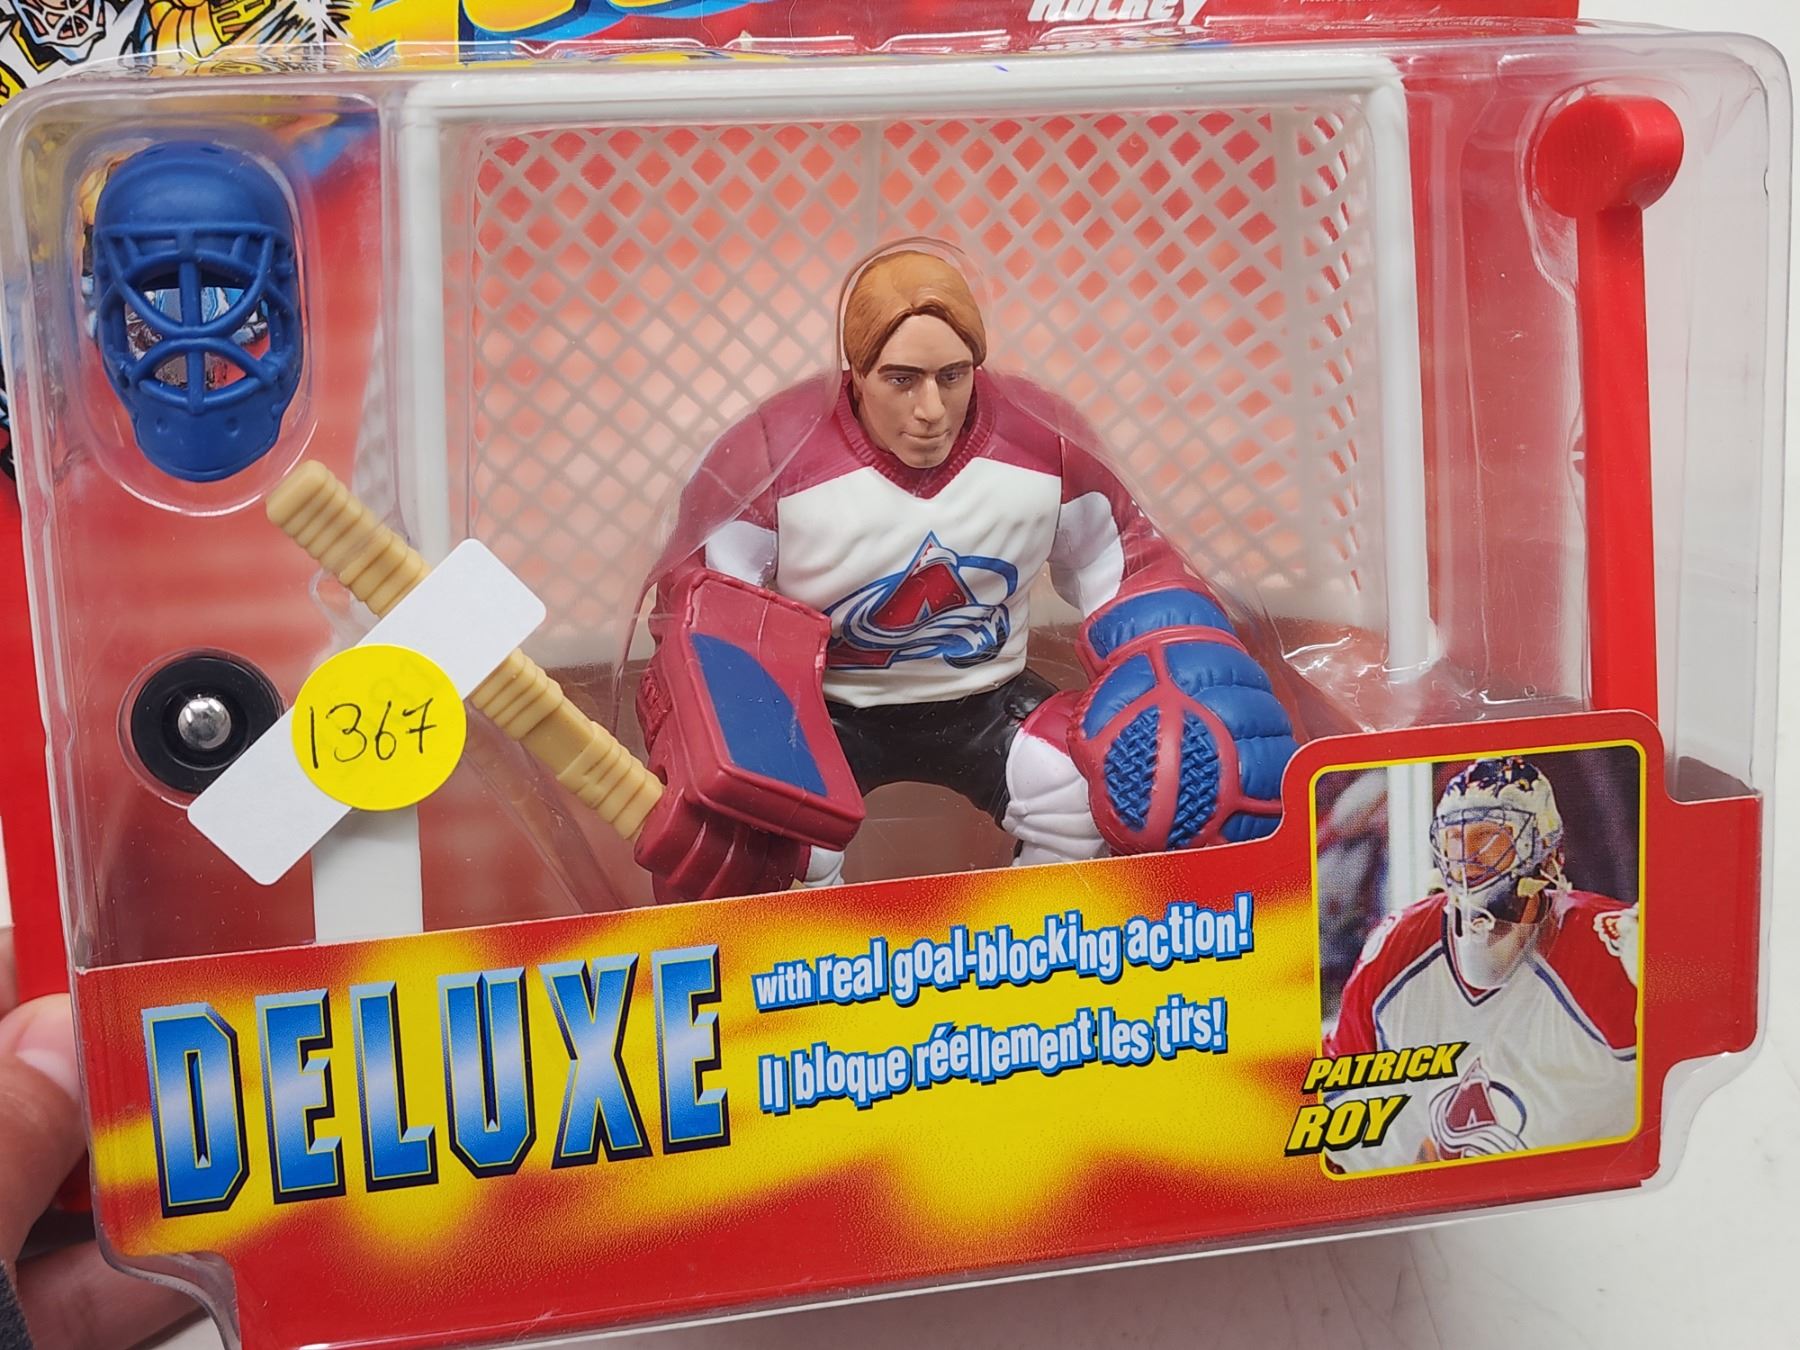 HOCKEY
1367
DELUXE
with real goal-blocking action!
Il bloque réellement les tirs!
PATRICK
ROY